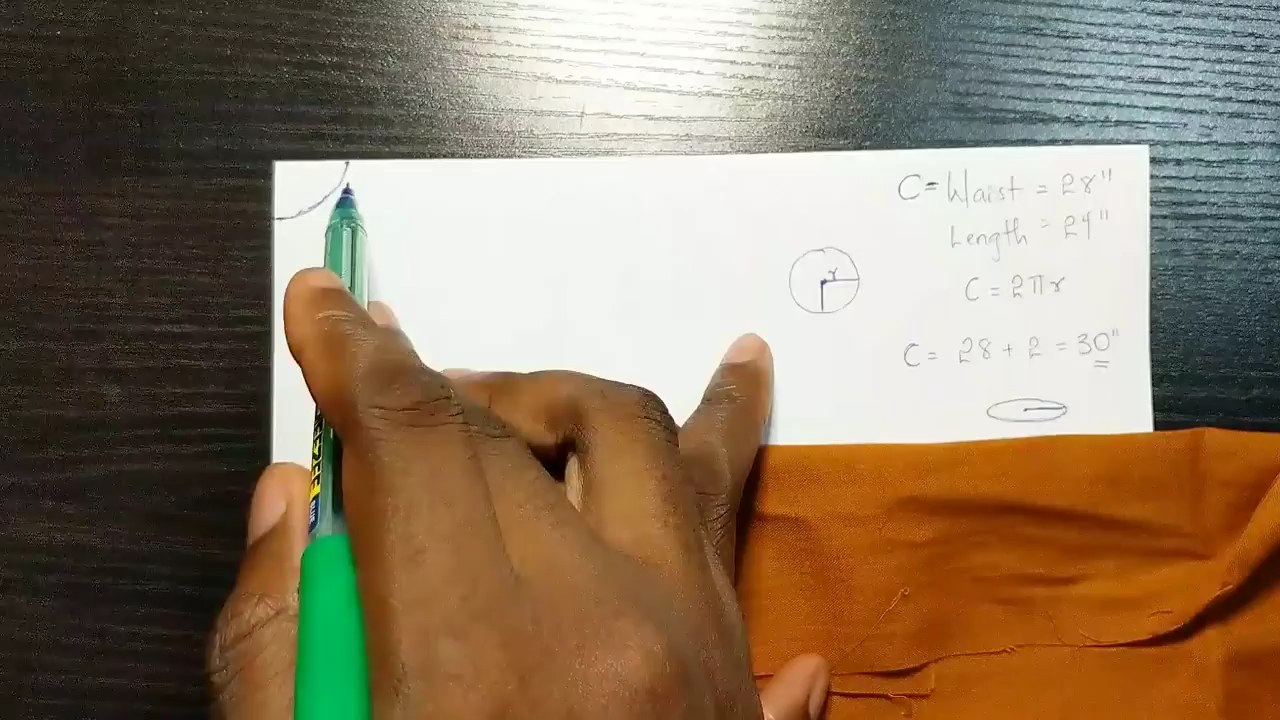 C = Waist = 28"
Length = 24"
r
C = 2πr
C = 28 + 2 = 30"